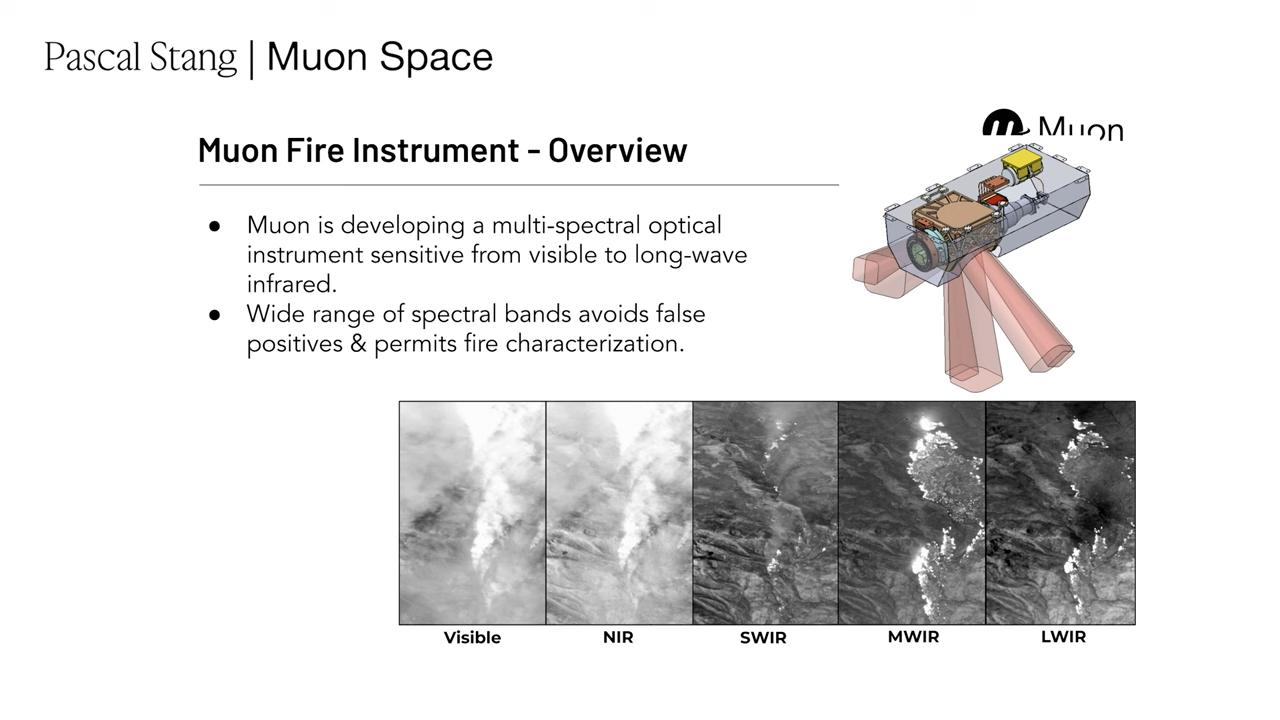 Pascal Stang | Muon Space
Muon
Muon Fire Instrument - Overview
● Muon is developing a multi-spectral optical
instrument sensitive from visible to long-wave
infrared.
● Wide range of spectral bands avoids false
positives & permits fire characterization.
Visible NIR SWIR MWIR LWIR